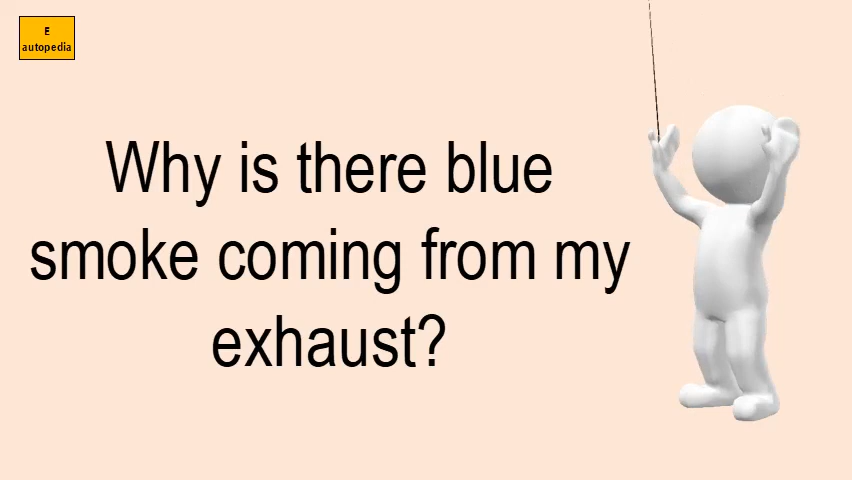 E
autopedia
Why is there blue
smoke coming from my
exhaust?